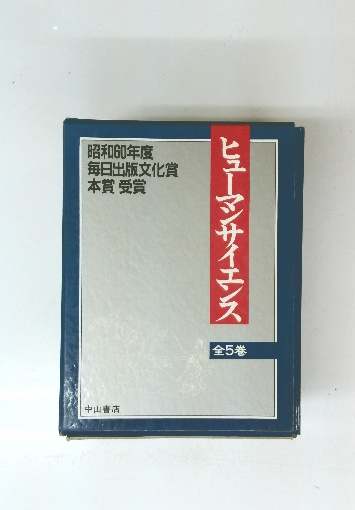 昭和60年度
毎日出版文化賞
本賞 受賞
ヒューマンサイエンス
全5巻
中山書店